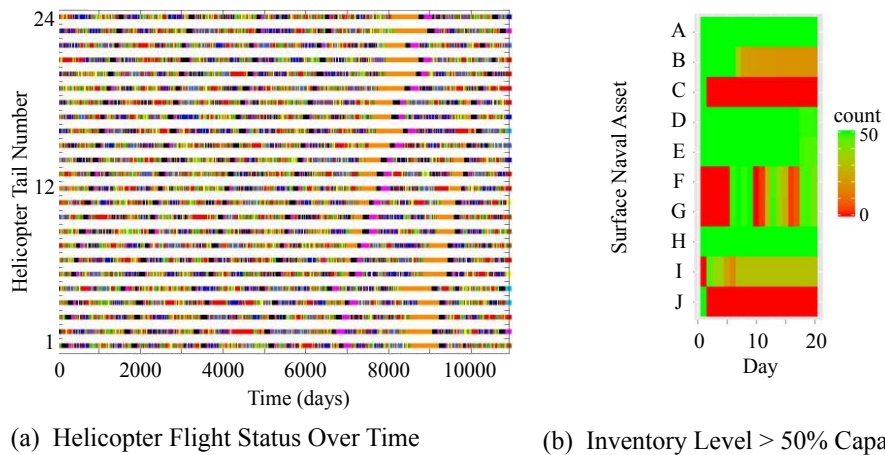 24
12
1
Helicopter Tail Number
0
2000
4000
6000
8000
10000
Time (days)
(a) Helicopter Flight Status Over Time
A
B
C
D
E
F
G
H
I
J
Surface Naval Asset
0
10
20
Day
count
50
0
(b) Inventory Level > 50% Capa